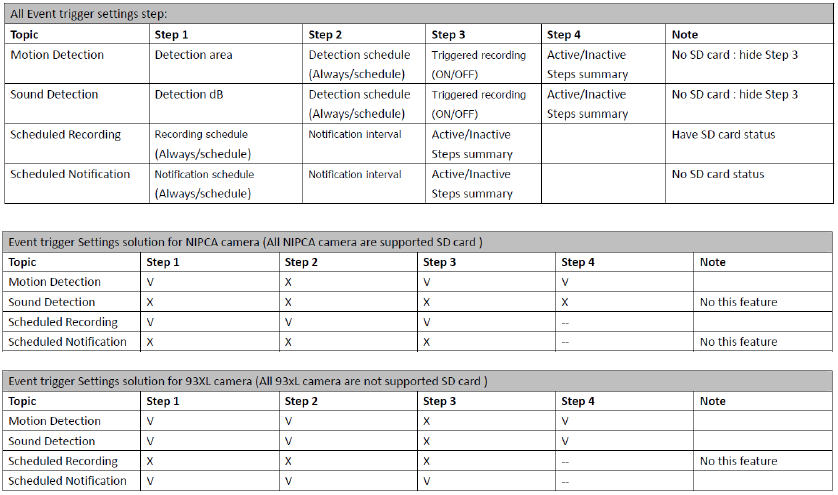 All Event trigger settings step:
Topic Step 1 Step 2 Step 3 Step 4 Note
Motion Detection Detection area Detection schedule Triggered recording Active/Inactive No SD card : hide Step 3
(Always/schedule) (ON/OFF) Steps summary
Sound Detection Detection dB Detection schedule Triggered recording Active/Inactive No SD card : hide Step 3
(Always/schedule) (ON/OFF) Steps summary
Scheduled Recording Recording schedule Notification interval Active/Inactive Have SD card status
(Always/schedule) Steps summary
Scheduled Notification Notification schedule Notification interval Active/Inactive No SD card status
(Always/schedule) Steps summary
Event trigger Settings solution for NIPCA camera (All NIPCA camera are supported SD card )
Topic Step 1 Step 2 Step 3 Step 4 Note
Motion Detection V X V V
Sound Detection X X X X No this feature
Scheduled Recording V V V --
Scheduled Notification X X X -- No this feature
Event trigger Settings solution for 93XL camera (All 93xL camera are not supported SD card )
Topic Step 1 Step 2 Step 3 Step 4 Note
Motion Detection V V X V
Sound Detection V V X V
Scheduled Recording X X X -- No this feature
Scheduled Notification V V V --